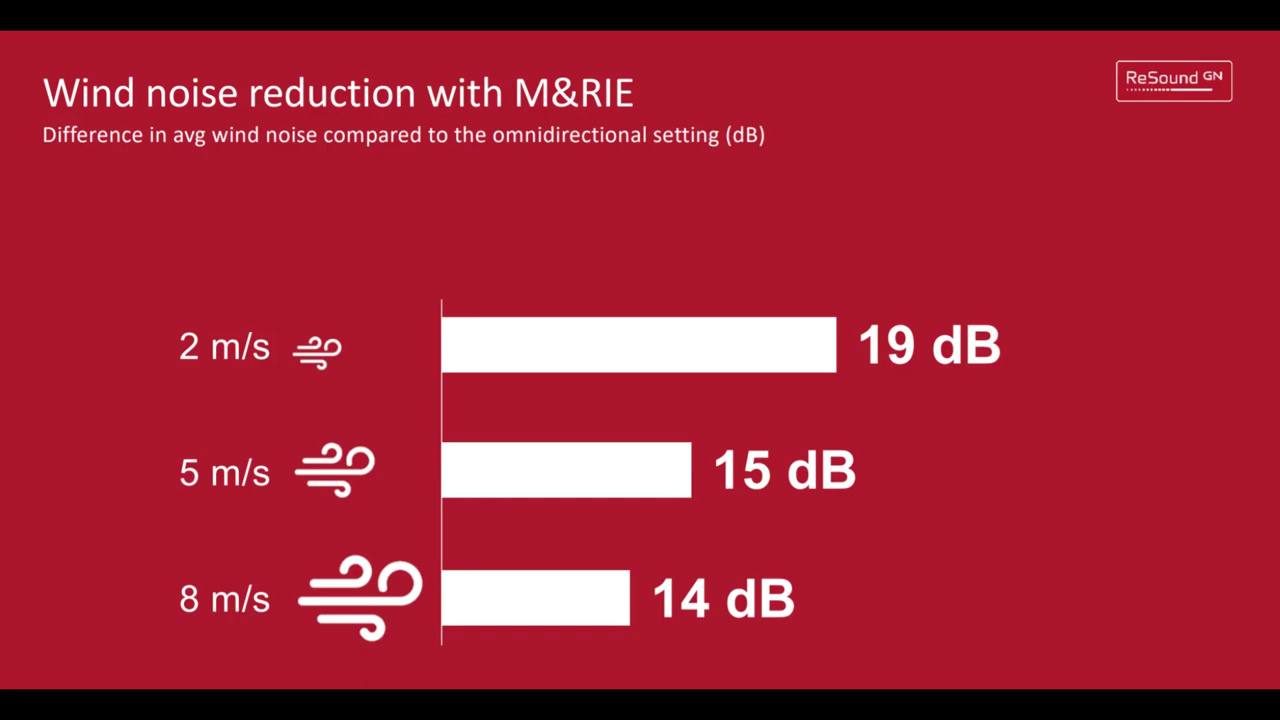 Wind noise reduction with M&RIE
Difference in avg wind noise compared to the omnidirectional setting (dB)
ReSound GN
2 m/s 19 dB
5 m/s 15 dB
8 m/s 14 dB